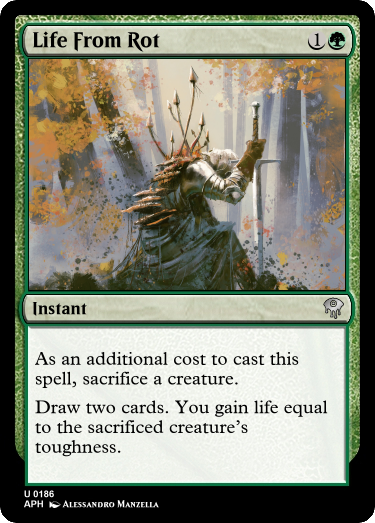 Life From Rot
1
Instant
As an additional cost to cast this
spell, sacrifice a creature.
Draw two cards. You gain life equal
to the sacrificed creature's
toughness.
U 0186
APH Alessandro Manzella